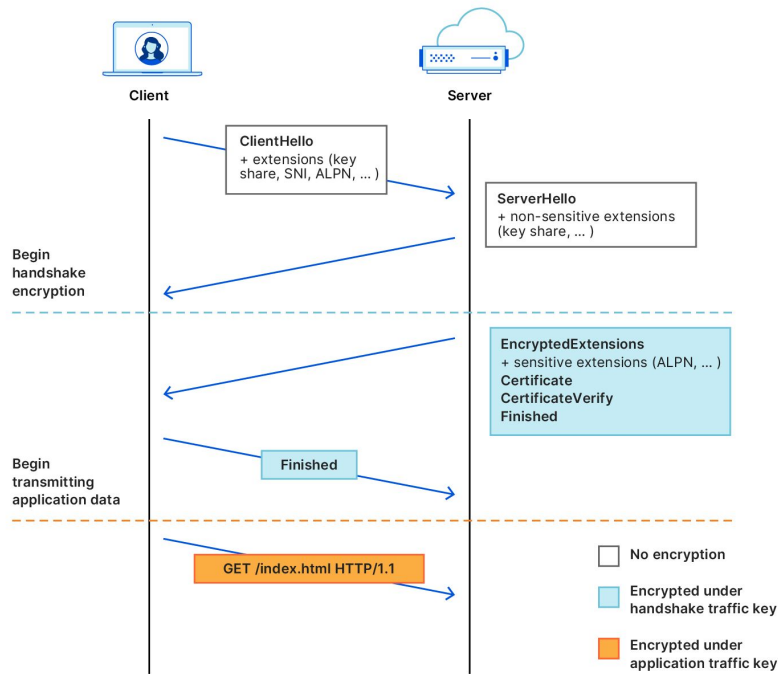 Client
Server
ClientHello
+ extensions (key
share, SNI, ALPN, ... )
ServerHello
+ non-sensitive extensions
(key share, ... )
Begin
handshake
encryption
EncryptedExtensions
+ sensitive extensions (ALPN, ... )
Certificate
CertificateVerify
Finished
Finished
Begin
transmitting
application data
GET /index.html HTTP/1.1
No encryption
Encrypted under
handshake traffic key
Encrypted under
application traffic key